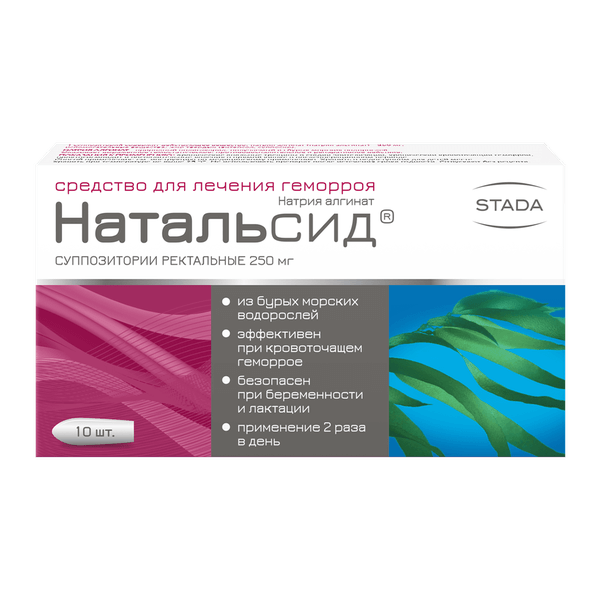 средство для лечения геморроя
Натрия алгинат
Натальсид®
суппозитории ректальные 250 мг
STADA
• из бурых морских
водорослей
• эффективен
при кровоточащем
геморрое
• безопасен
при беременности
и лактации
• применение 2 раза
в день
10 шт.